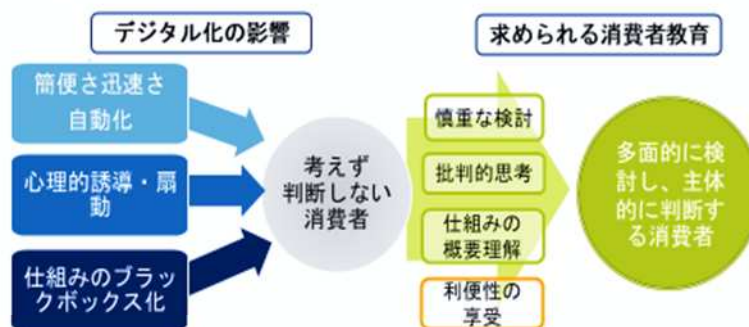 デジタル化の影響
求められる消費者教育
簡便さ迅速さ
自動化
心理的誘導・扇
動
仕組みのブラッ
クボックス化
考えず
判断しない
消費者
慎重な検討
批判的思考
仕組みの
概要理解
利便性の
享受
多面的に検
討し、主体
的に判断す
る消費者